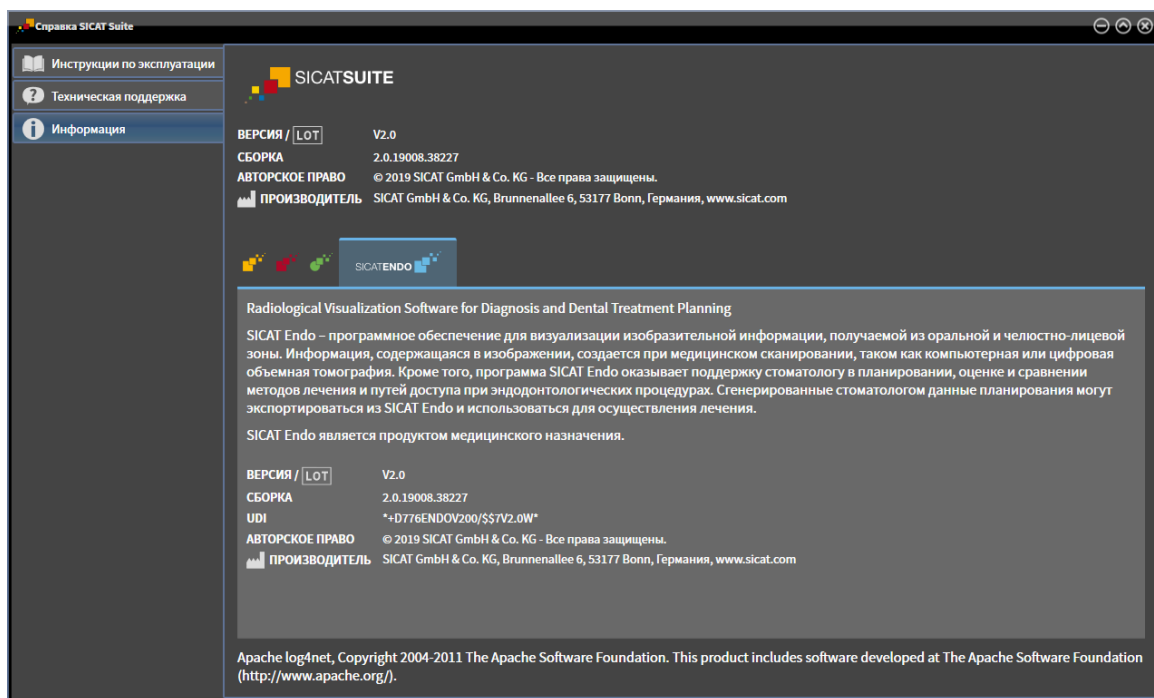 Справка SICAT Suite
Инструкции по эксплуатации
Техническая поддержка
Информация
SICATSUITE
ВЕРСИЯ / LOT V2.0
СБОРКА 2.0.19008.38227
АВТОРСКОЕ ПРАВО © 2019 SICAT GmbH & Co. KG - Все права защищены.
ПРОИЗВОДИТЕЛЬ SICAT GmbH & Co. KG, Brunnenallee 6, 53177 Bonn, Германия, www.sicat.com
SICATENDO
Radiological Visualization Software for Diagnosis and Dental Treatment Planning
SICAT Endo – программное обеспечение для визуализации изобразительной информации, получаемой из оральной и челюстно-лицевой
зоны. Информация, содержащаяся в изображении, создается при медицинском сканировании, таком как компьютерная или цифровая
объемная томография. Кроме того, программа SICAT Endo оказывает поддержку стоматологу в планировании, оценке и сравнении
методов лечения и путей доступа при эндодонтологических процедурах. Сгенерированные стоматологом данные планирования могут
экспортироваться из SICAT Endo и использоваться для осуществления лечения.
SICAT Endo является продуктом медицинского назначения.
ВЕРСИЯ / LOT V2.0
СБОРКА 2.0.19008.38227
UDI *+D776ENDOV200/$$7V2.0W*
АВТОРСКОЕ ПРАВО © 2019 SICAT GmbH & Co. KG - Все права защищены.
ПРОИЗВОДИТЕЛЬ SICAT GmbH & Co. KG, Brunnenallee 6, 53177 Bonn, Германия, www.sicat.com
Apache log4net, Copyright 2004-2011 The Apache Software Foundation. This product includes software developed at The Apache Software Foundation
(http://www.apache.org/).